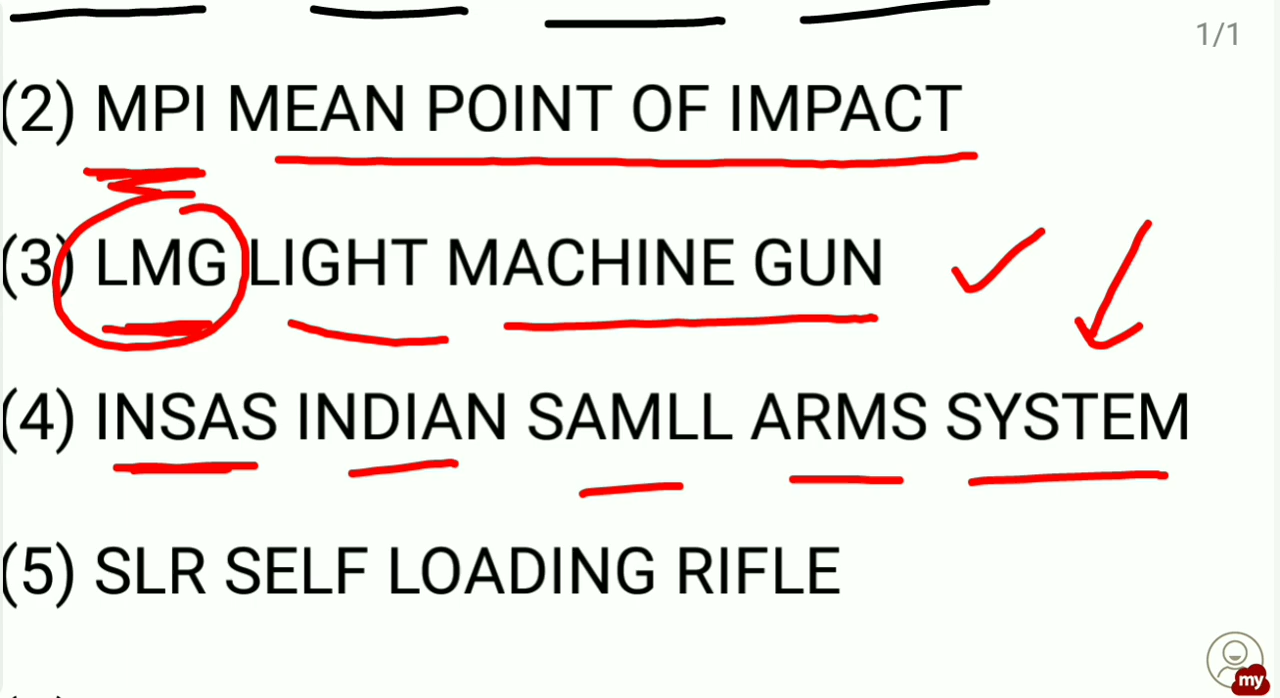 1/1
(2) MPI MEAN POINT OF IMPACT
(3) LMG LIGHT MACHINE GUN
(4) INSAS INDIAN SAMLL ARMS SYSTEM
(5) SLR SELF LOADING RIFLE
my